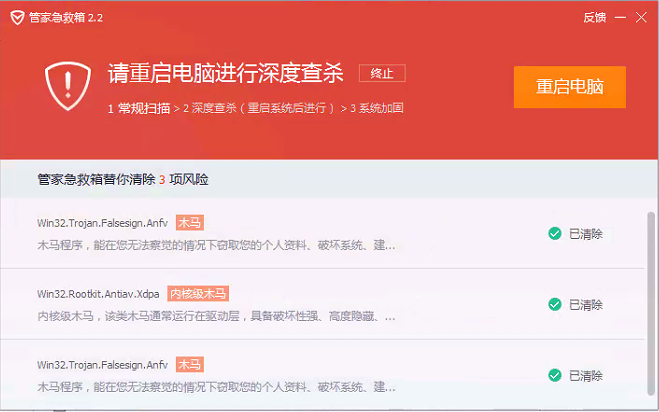 管家急救箱 2.2 反馈
请重启电脑进行深度查杀 终止
重启电脑
1 常规扫描 > 2 深度查杀（重启系统后进行） > 3 系统加固
管家急救箱替你清除 3 项风险
Win32.Trojan.Falsesign.Anfv 木马
已清除
木马程序，能在您无法察觉的情况下窃取您的个人资料、破坏系统、建...
Win32.Rootkit.Antiav.Xdpa 内核级木马
已清除
内核级木马，该类木马通常运行在驱动层，具备破坏性强、高度隐藏、...
Win32.Trojan.Falsesign.Anfv 木马
已清除
木马程序，能在您无法察觉的情况下窃取您的个人资料、破坏系统、建...